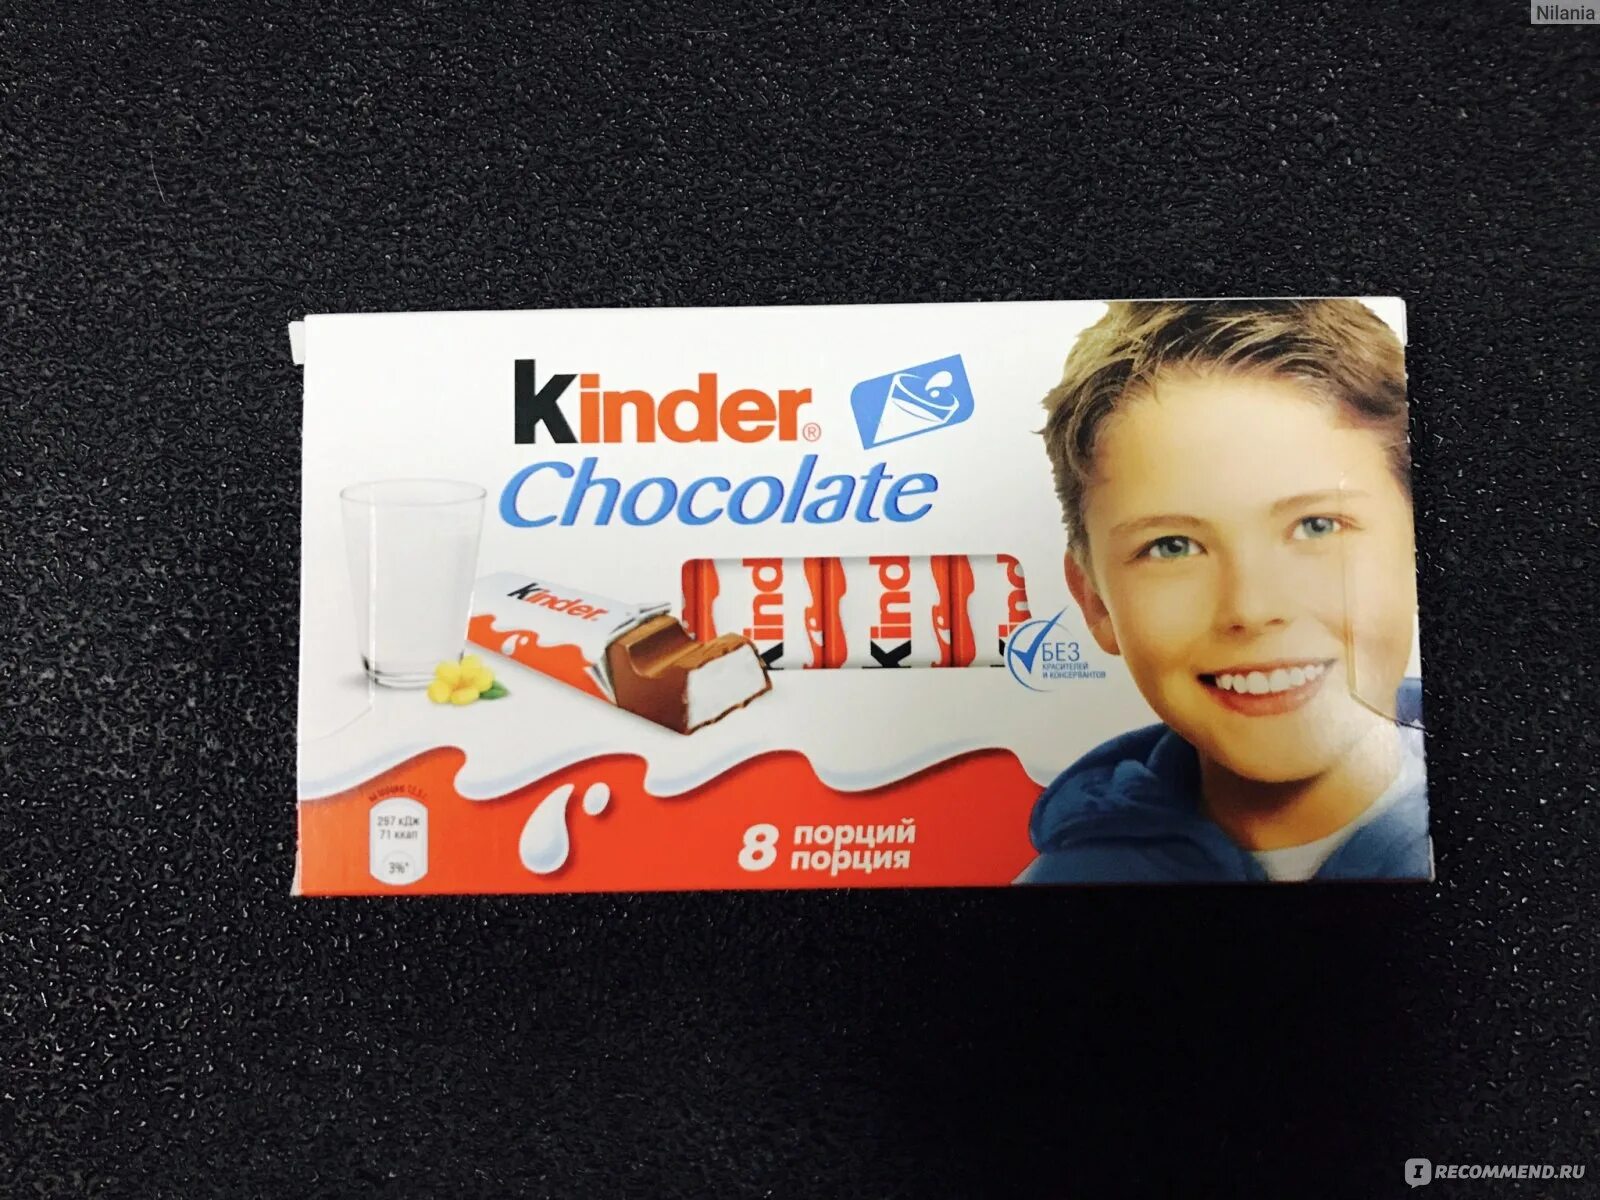 Nilania
Kinder®
Chocolate
Kinder
Kind
Kind
Kind
БЕЗ
КРАСИТЕЛЕЙ
И КОНСЕРВАНТОВ
297 кДж
71 ккал
3%*
8 порций
порция
IRECOMMEND.RU